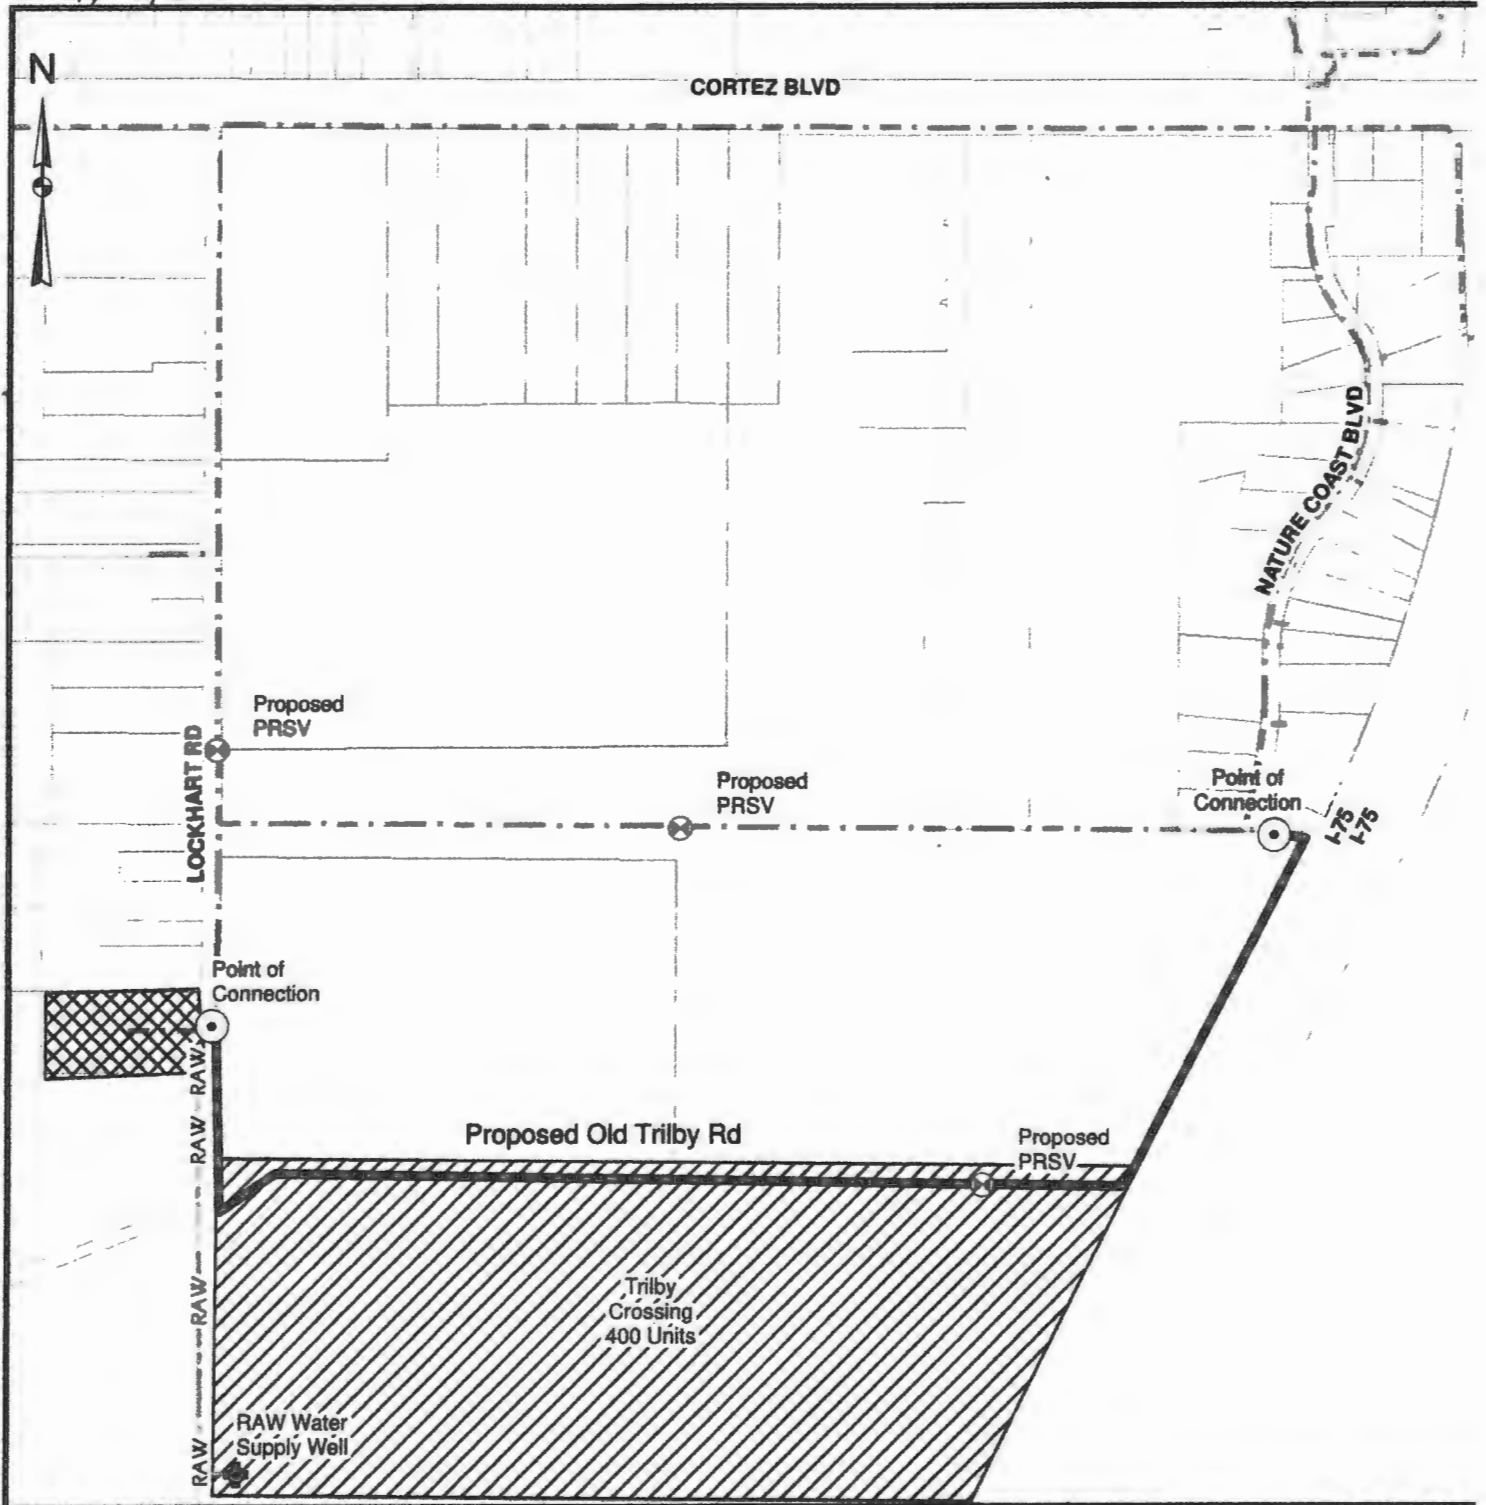 N
CORTEZ BLVD
NATURE COAST BLVD
Proposed
PRSV
LOCKHART RD
Proposed
PRSV
Point of
Connection
I-75
I-75
Point of
Connection
RAW
RAW
Proposed Old Trilby Rd
Proposed
PRSV
RAW
Trilby
Crossing
400 Units
RAW Water
Supply Well
RAW